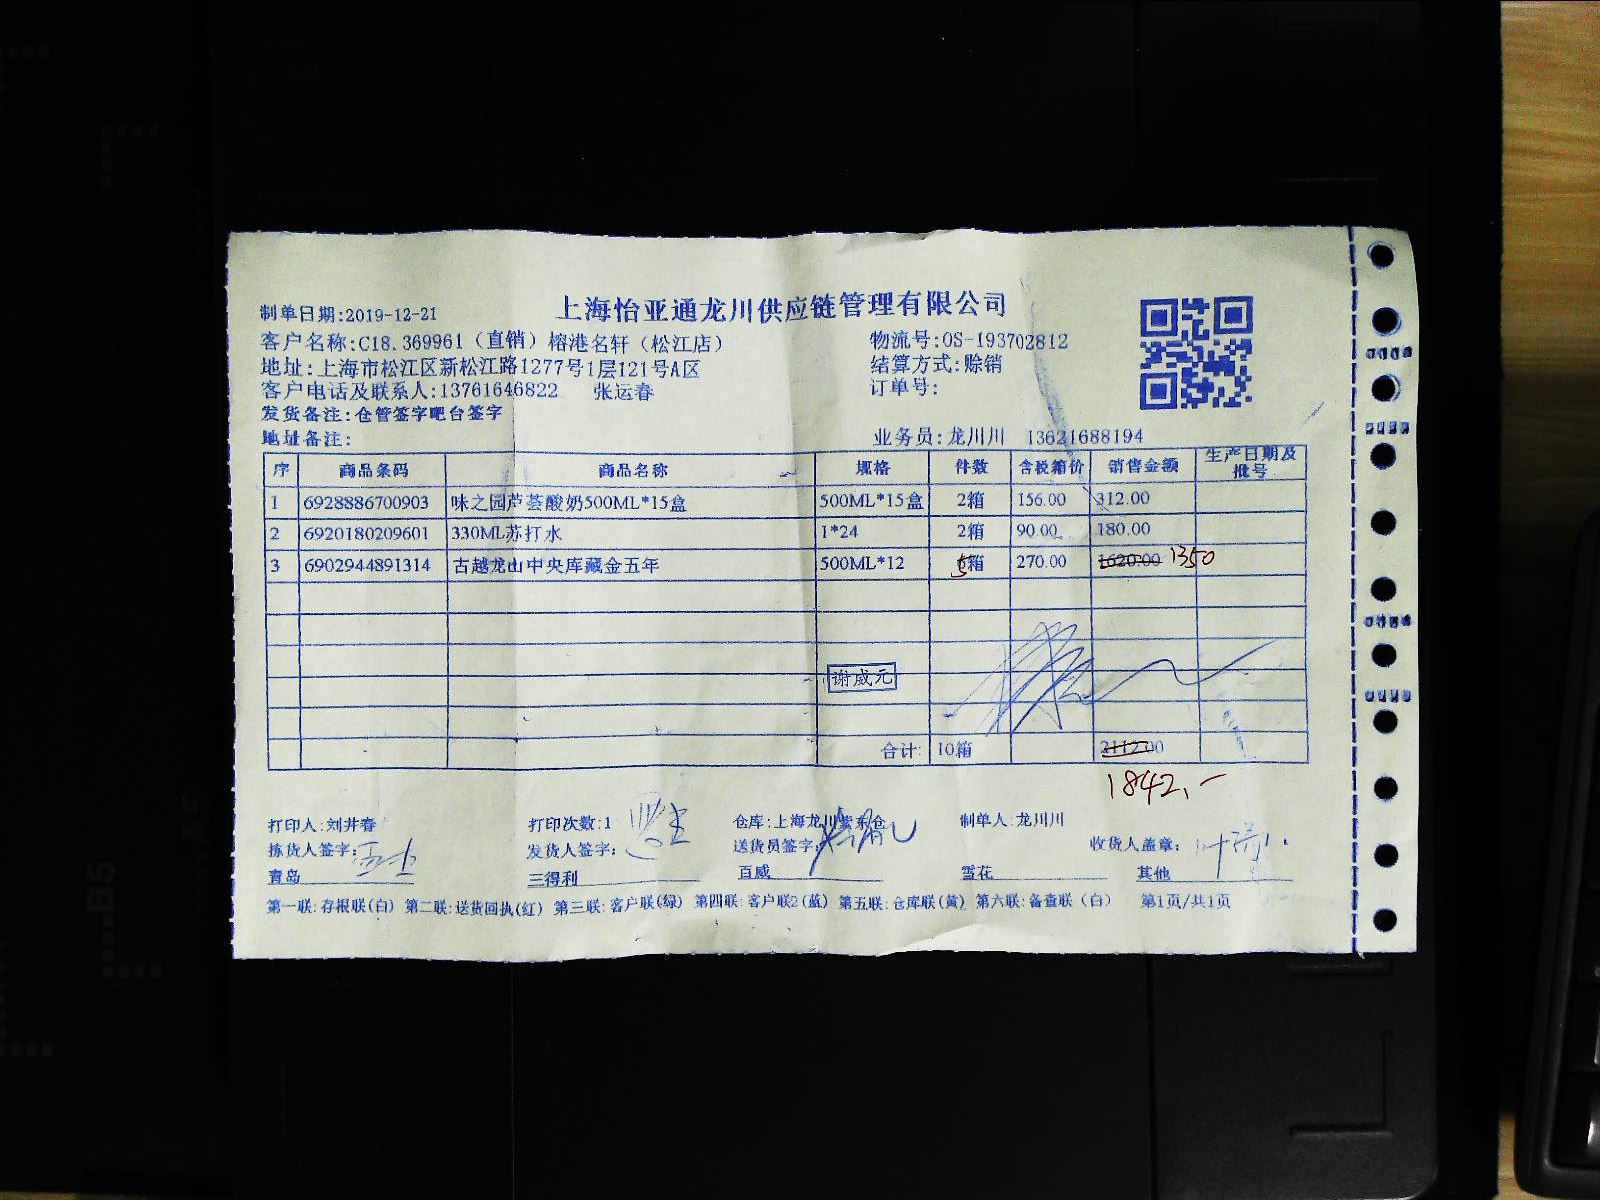 上海怡亚通龙川供应链管理有限公司
制单日期:2019-12-21
客户名称:C18.369961（直销）榕港名轩（松江店） 物流号:OS-193702812
地址:上海市松江区新松江路1277号1层121号A区 结算方式:赊销
客户电话及联系人:13761646822 张运春 订单号:
发货备注:仓管签字吧台签字
地址备注: 业务员:龙川川 13621688194
序 商品条码 商品名称 规格 件数 含税箱价 销售金额 生产日期及批号
1 6928886700903 味之园芦荟酸奶500ML*15盒 500ML*15盒 2箱 156.00 312.00
2 6920180209601 330ML苏打水 1*24 2箱 90.00 180.00
3 6902944891314 古越龙山中央库藏金五年 500ML*12 5箱 270.00 1620.00 1350
谢威元
合计: 10箱 2112.00
1842.-
打印人:刘井春 打印次数:1 仓库:上海龙川 制单人:龙川川
拣货人签字: 发货人签字: 送货员签字: 收货人盖章:
青岛 三得利 百威 雪花 其他
第一联:存根联(白) 第二联:送货回执(红) 第三联:客户联(绿) 第四联:客户联2(蓝) 第五联:仓库联(黄) 第六联:备查联（白） 第1页/共1页
B5
A5